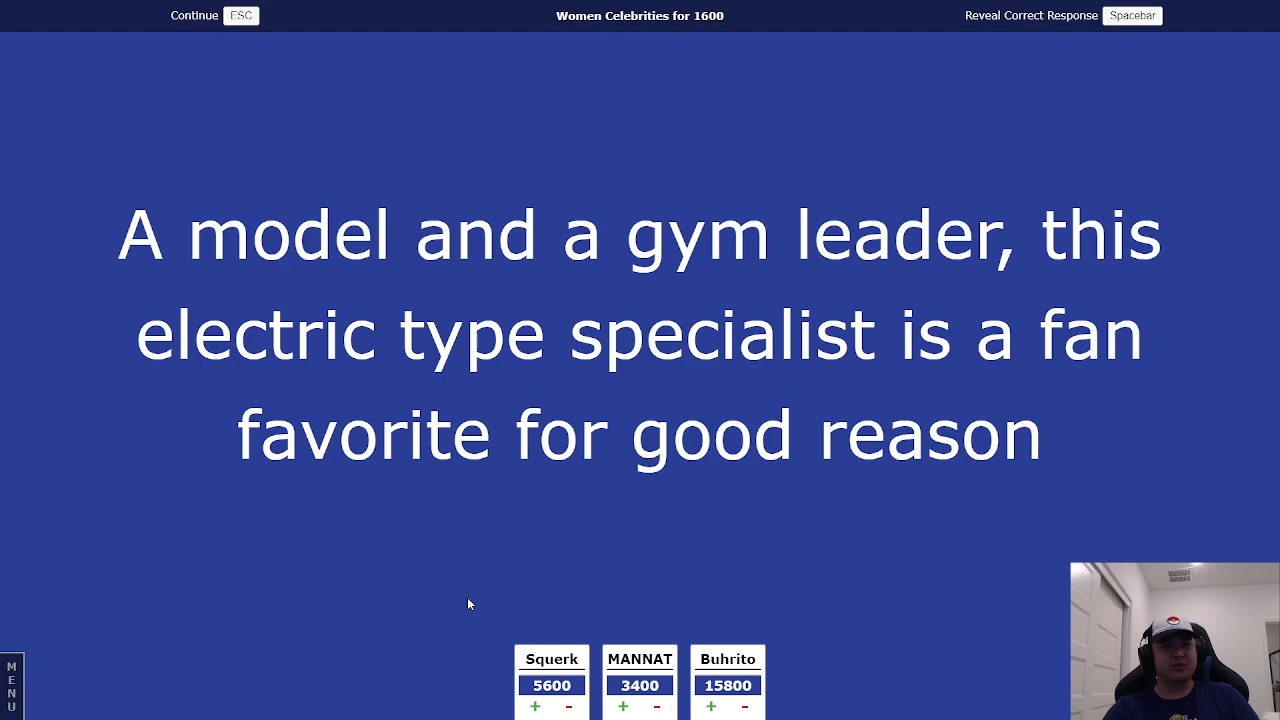 Continue ESC
Women Celebrities for 1600
Reveal Correct Response Spacebar
A model and a gym leader, this
electric type specialist is a fan
favorite for good reason
MENU
Squerk MANNAT Buhrito
5600 3400 15800
+ - + - + -